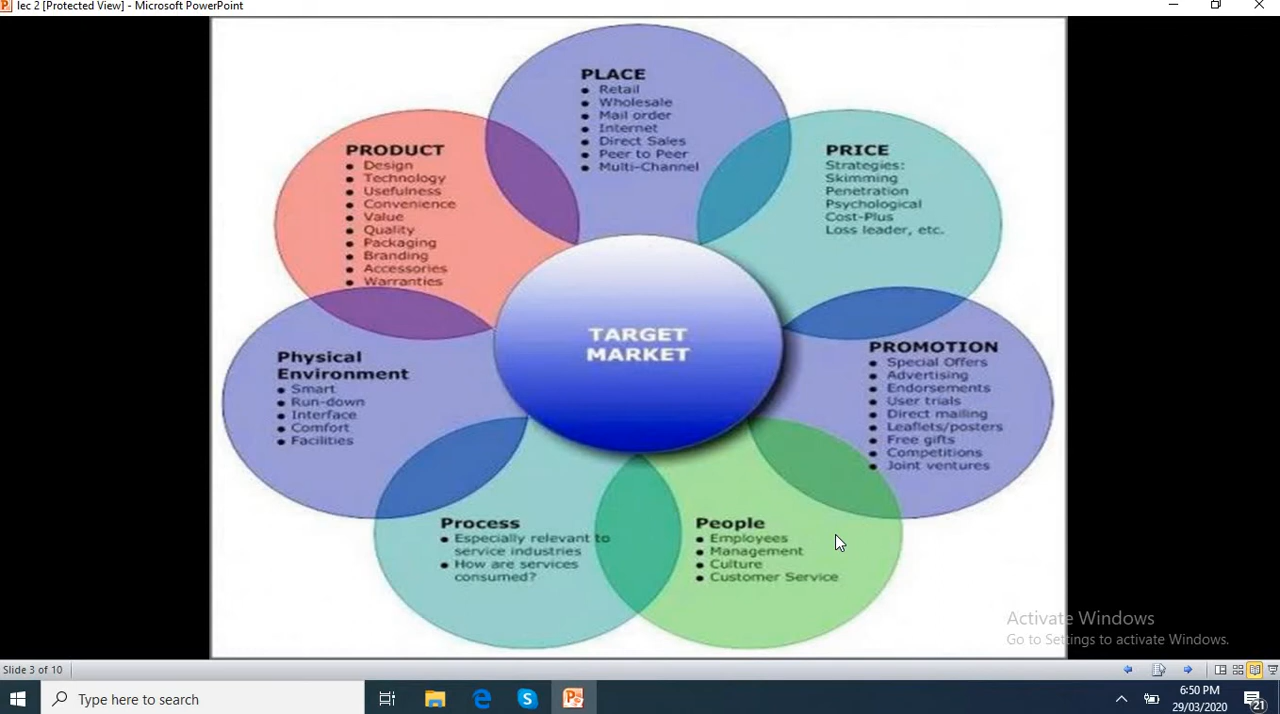 lec 2 [Protected View] - Microsoft PowerPoint
PLACE
Retail
Wholesale
Mail order
Internet
Direct Sales
Peer to Peer
Multi-Channel
PRODUCT
Design
Technology
Usefulness
Convenience
Value
Quality
Packaging
Branding
Accessories
Warranties
PRICE
Strategies:
Skimming
Penetration
Psychological
Cost-Plus
Loss leader, etc.
TARGET
MARKET
Physical
Environment
Smart
Run-down
Interface
Comfort
Facilities
PROMOTION
Special Offers
Advertising
Endorsements
User trials
Direct mailing
Leaflets/posters
Free gifts
Competitions
Joint ventures
Process
Especially relevant to
service industries
How are services
consumed?
People
Employees
Management
Culture
Customer Service
Activate Windows
Go to Settings to activate Windows.
Slide 3 of 10
Type here to search
6:50 PM
29/03/2020
21